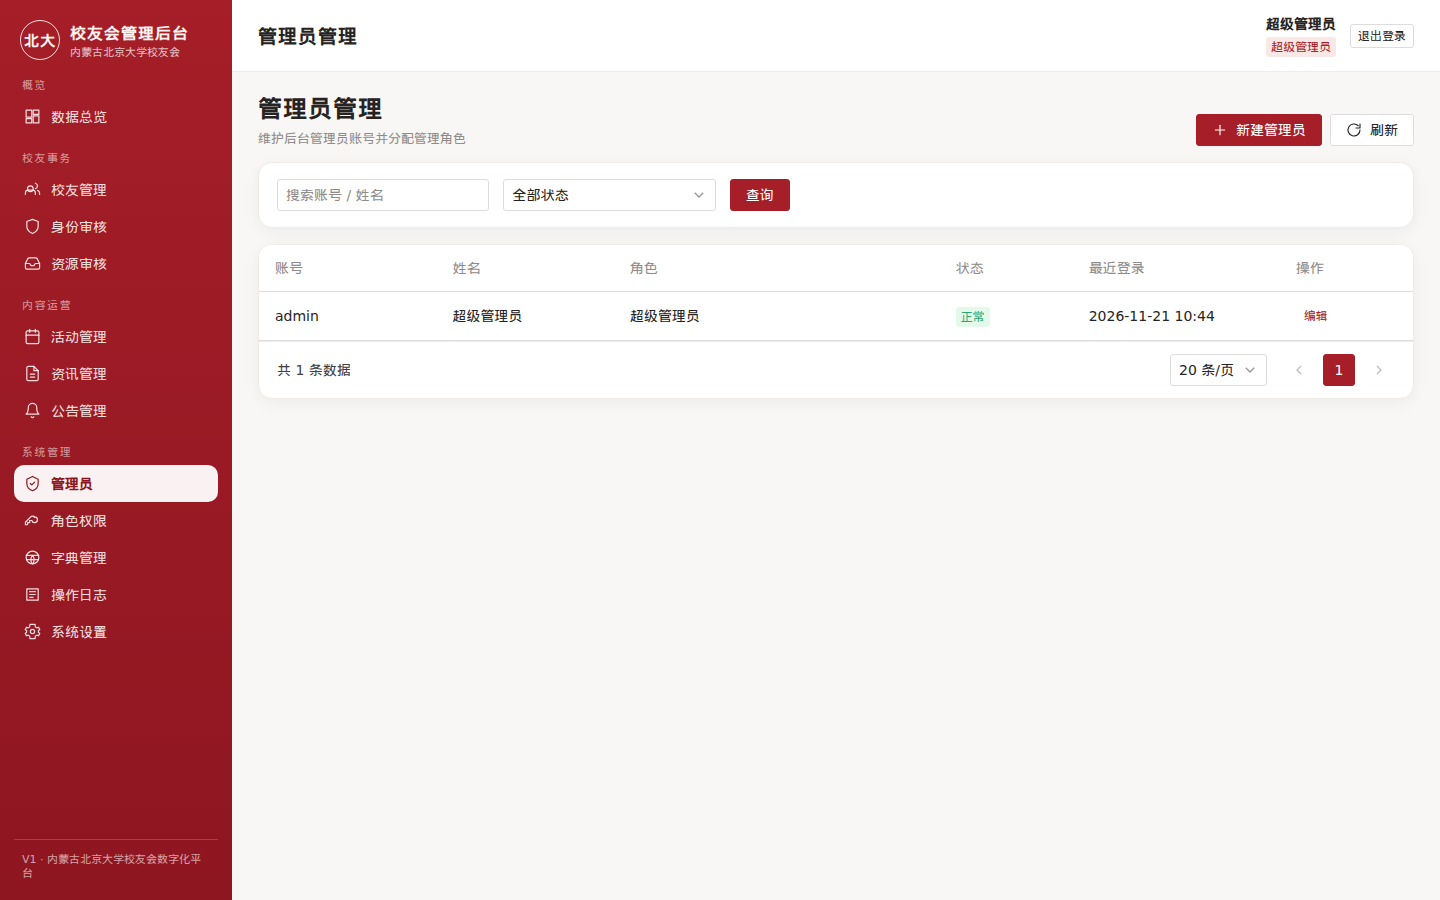 北大
校友会管理后台
内蒙古北京大学校友会
概览
数据总览
校友事务
校友管理
身份审核
资源审核
内容运营
活动管理
资讯管理
公告管理
系统管理
管理员
角色权限
字典管理
操作日志
系统设置
V1 · 内蒙古北京大学校友会数字化平
台
管理员管理
超级管理员
超级管理员
退出登录
管理员管理
维护后台管理员账号并分配管理角色
新建管理员
刷新
搜索账号 / 姓名
全部状态
查询
账号 姓名 角色 状态 最近登录 操作
admin 超级管理员 超级管理员 正常 2026-11-21 10:44 编辑
共 1 条数据
20 条/页
1